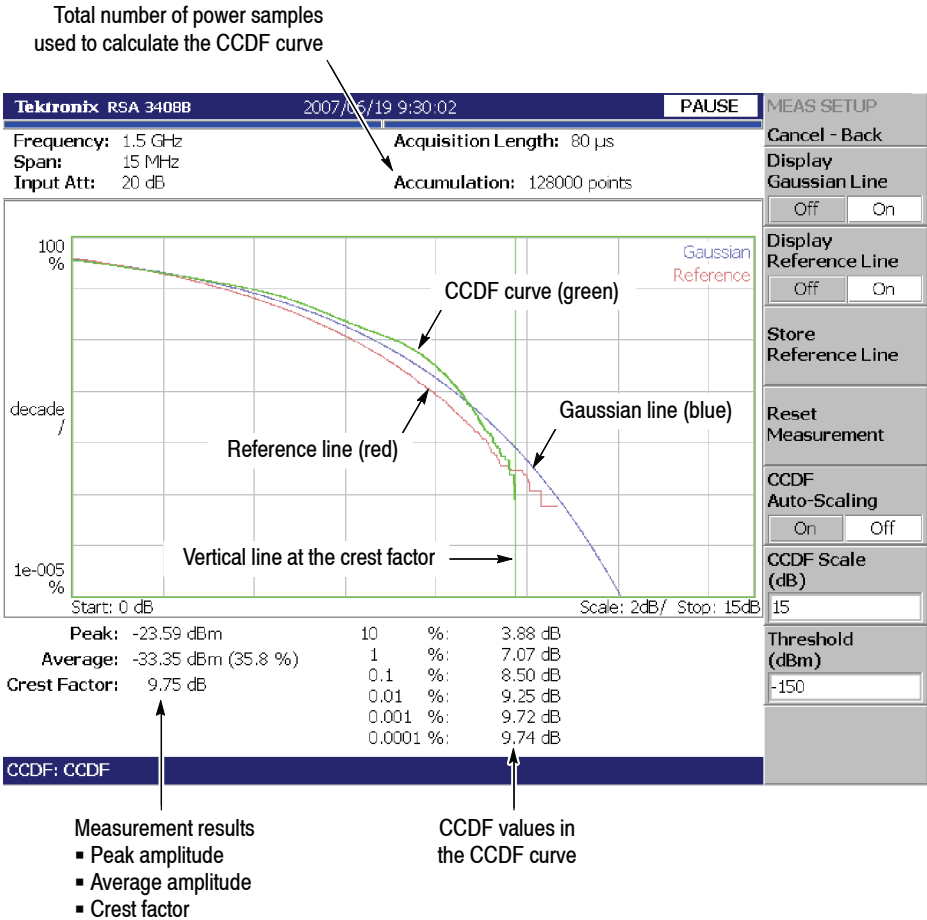 Total number of power samples
used to calculate the CCDF curve
Tektronix RSA 3408B 2007/06/19 9:30:02 PAUSE
Frequency: 1.5 GHz Acquisition Length: 80 µs
Span: 15 MHz
Input Att: 20 dB Accumulation: 128000 points
100
%
Gaussian
Reference
CCDF curve (green)
decade
/
Gaussian line (blue)
Reference line (red)
Vertical line at the crest factor
1e-005
%
Start: 0 dB Scale: 2dB/ Stop: 15dB
Peak: -23.59 dBm
Average: -33.35 dBm (35.8 %)
Crest Factor: 9.75 dB
10 %: 3.88 dB
1 %: 7.07 dB
0.1 %: 8.50 dB
0.01 %: 9.25 dB
0.001 %: 9.72 dB
0.0001 %: 9.74 dB
CCDF: CCDF
MEAS SETUP
Cancel - Back
Display
Gaussian Line
Off On
Display
Reference Line
Off On
Store
Reference Line
Reset
Measurement
CCDF
Auto-Scaling
On Off
CCDF Scale
(dB)
15
Threshold
(dBm)
-150
Measurement results
▪ Peak amplitude
▪ Average amplitude
▪ Crest factor
CCDF values in
the CCDF curve